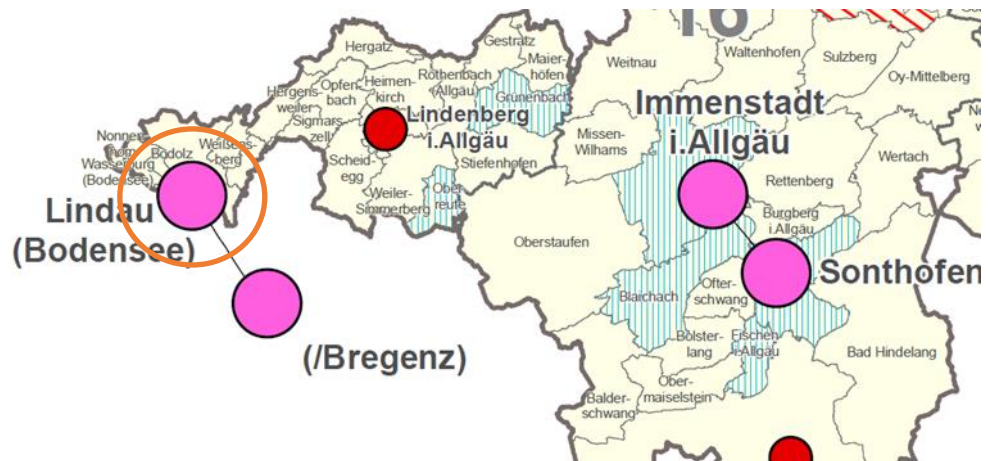 16
Hergatz
Gestratz
Maier-
höfen
Weitnau
Waltenhofen
Sulzberg
Oy-Mittelberg
Opfen-
bach
Heimen-
kirch
Röthenbach
(Allgäu)
Grünenbach
Hergens-
weiler
Sigmars-
zell
Lindenberg
i.Allgäu
Immenstadt
i.Allgäu
Missen-
Wilhams
Nonnen-
horn
Wasserburg
(Bodensee)
Bodolz
Weißens-
berg
Scheid-
egg
Stiefenhofen
Wertach
Weiler-
Simmerberg
Ober-
reute
Rettenberg
Lindau
(Bodensee)
Burgberg
i.Allgäu
Oberstaufen
Sonthofen
Blaichach
Ofter-
schwang
(/Bregenz)
Bolster-
lang
Fischen
i.Allgäu
Bad Hindelang
Ober-
maiselstein
Balder-
schwang